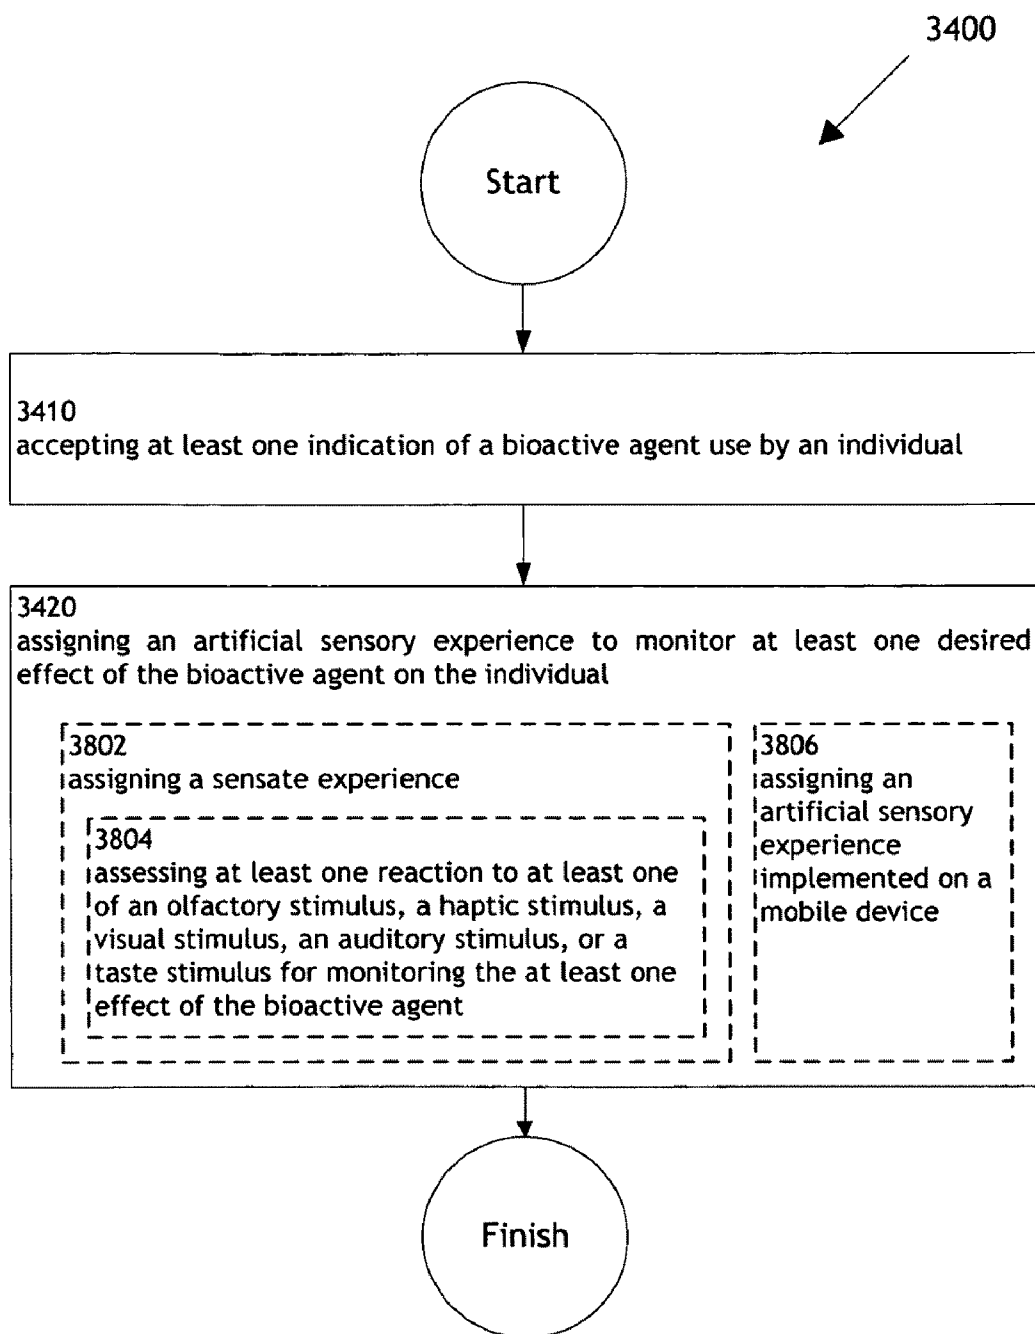 3400
Start
3410
accepting at least one indication of a bioactive agent use by an individual
3420
assigning an artificial sensory experience to monitor at least one desired
effect of the bioactive agent on the individual
3802
assigning a sensate experience
3804
assessing at least one reaction to at least one
of an olfactory stimulus, a haptic stimulus, a
visual stimulus, an auditory stimulus, or a
taste stimulus for monitoring the at least one
effect of the bioactive agent
3806
assigning an
artificial sensory
experience
implemented on a
mobile device
Finish